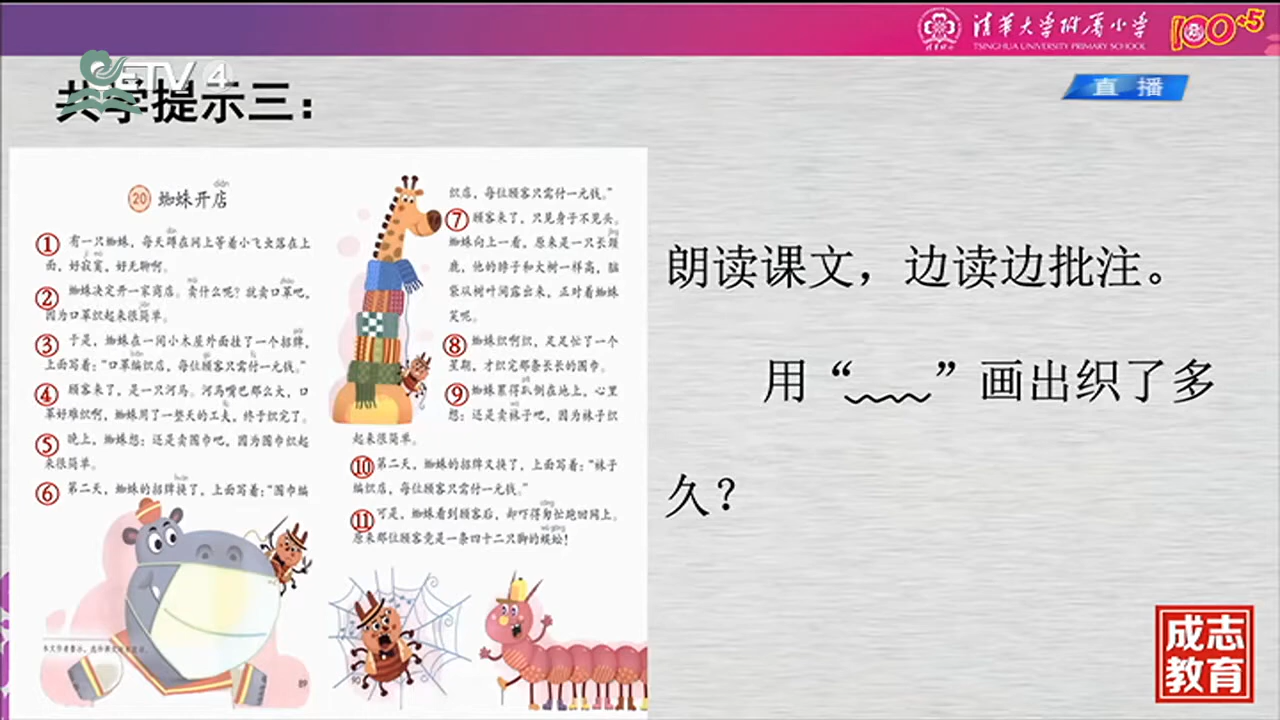 清华大学附属小学
TSINGHUA UNIVERSITY PRIMARY SCHOOL
100+5
CETV 4
直播
共学提示三：
20 蜘蛛开店
diàn
① 有一只蜘蛛，每天蹲在网上等着小飞虫落在上
面，好寂寞，好无聊啊。
② 蜘蛛决定开一家商店。卖什么呢？就卖口罩吧，
因为口罩织起来很简单。
③ 于是，蜘蛛在一间小木屋外面挂了一个招牌，
上面写着：“口罩编织店，每位顾客只需付一元钱。”
④ 顾客来了，是一只河马。河马嘴巴那么大，口
罩好难织啊，蜘蛛用了一整天的工夫，终于织完了。
⑤ 晚上，蜘蛛想：还是卖围巾吧，因为围巾织起
来很简单。
⑥ 第二天，蜘蛛的招牌换了，上面写着：“围巾编
89
织店，每位顾客只需付一元钱。”
⑦ 顾客来了，只见身子不见头。
蜘蛛向上一看，原来是一只长颈
鹿，他的脖子和大树一样高，脑
袋从树叶间露出来，正对着蜘蛛
笑呢。
⑧ 蜘蛛织啊织，足足忙了一个
星期，才织完那条长长的围巾。
⑨ 蜘蛛累得趴倒在地上，心里
想：还是卖袜子吧，因为袜子织
起来很简单。
⑩ 第二天，蜘蛛的招牌又换了，上面写着：“袜子
编织店，每位顾客只需付一元钱。”
⑪ 可是，蜘蛛看到顾客后，却吓得匆忙跑回网上。
原来那位顾客竟是一条四十二只脚的蜈蚣！
90
朗读课文，边读边批注。
用“﹏﹏”画出织了多
久？
成志
教育